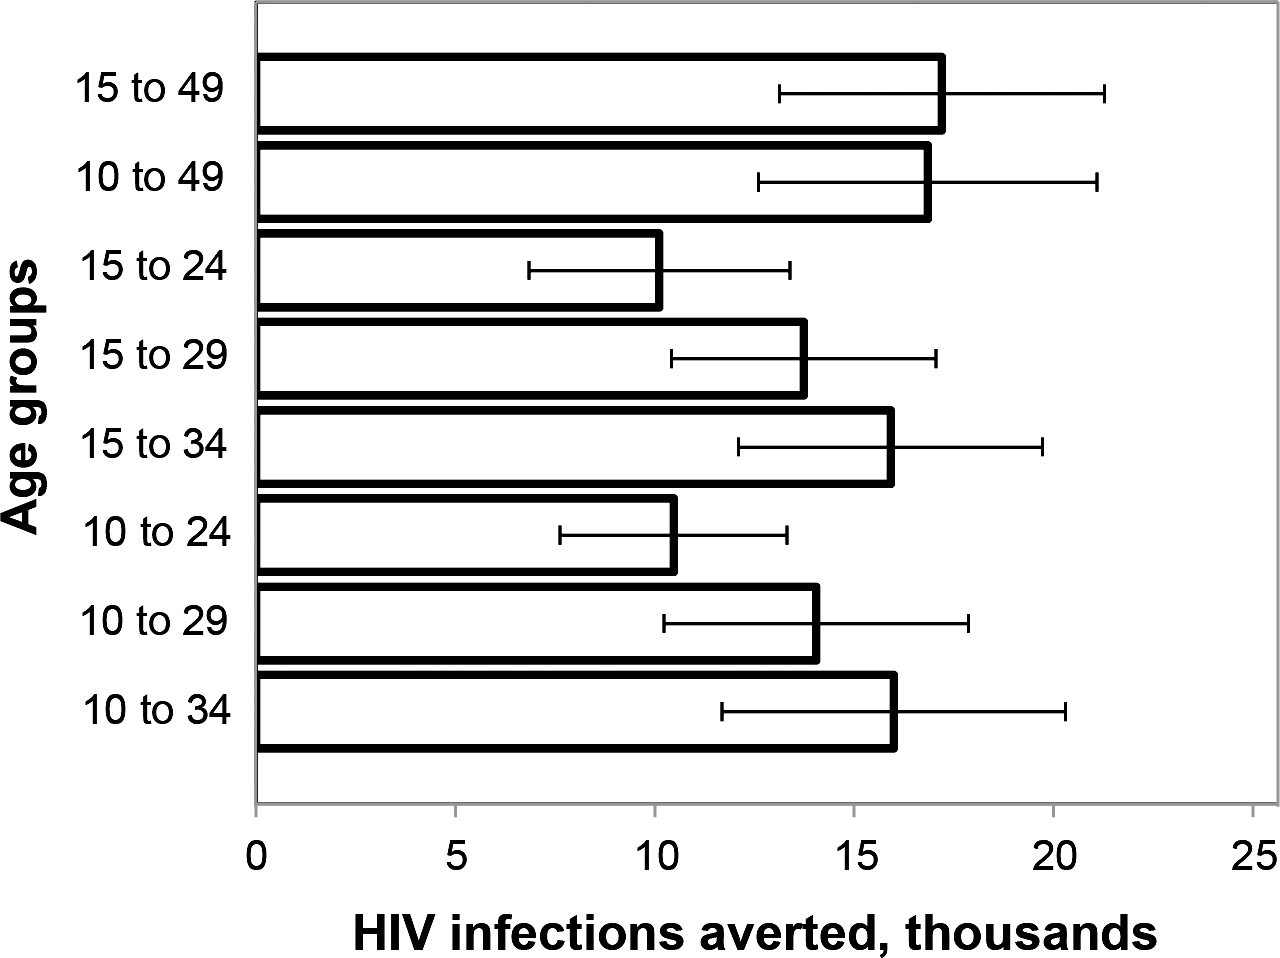 Age groups
15 to 49
10 to 49
15 to 24
15 to 29
15 to 34
10 to 24
10 to 29
10 to 34
0 5 10 15 20 25
HIV infections averted, thousands